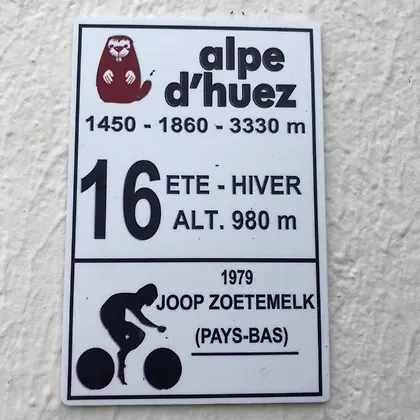 alpe
d'huez
1450 - 1860 - 3330 m
16
ETE - HIVER
ALT. 980 m
1979
JOOP ZOETEMELK
(PAYS-BAS)